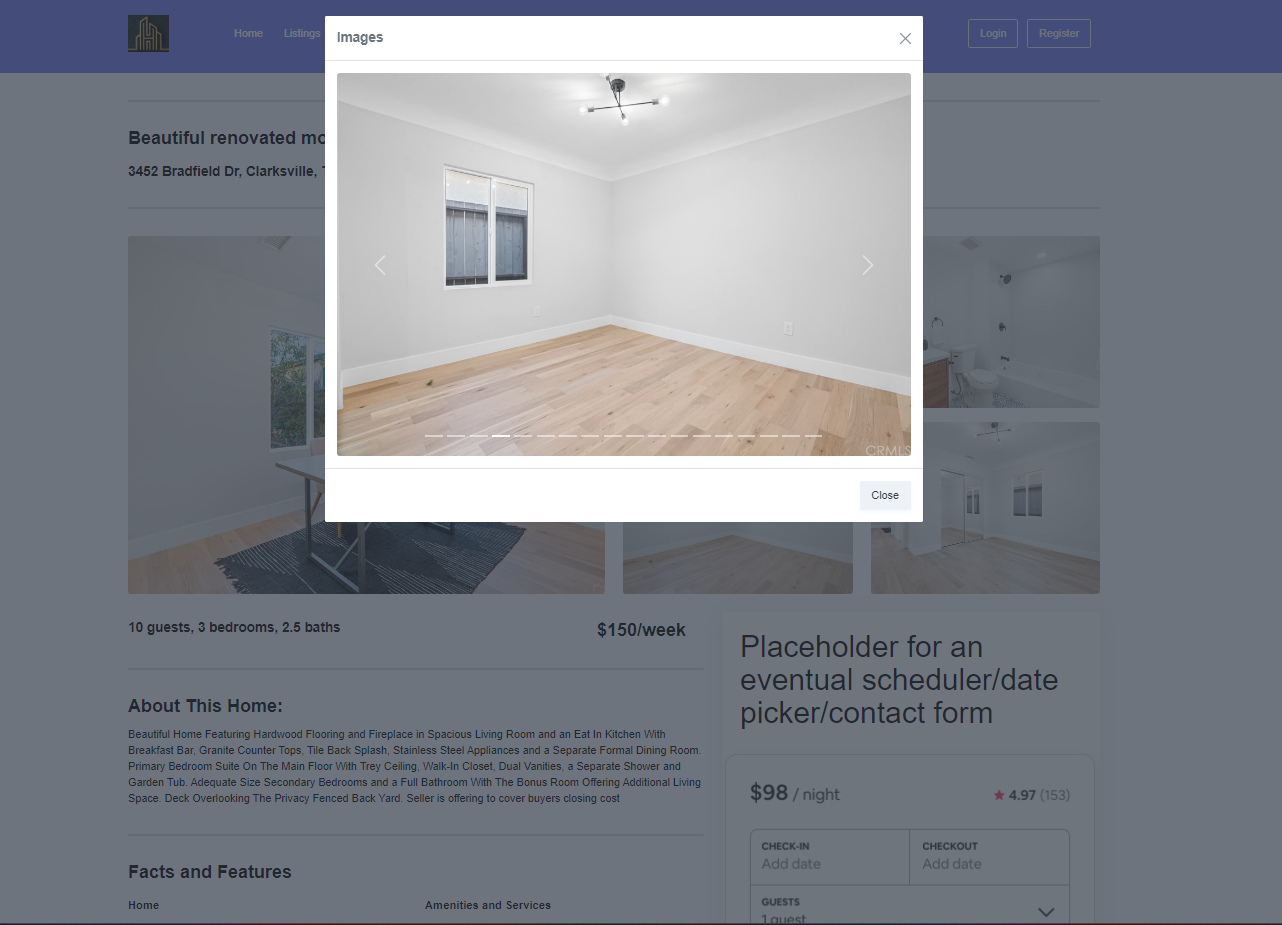 Home Listings
Login Register
Images
Beautiful renovated
3452 Bradfield Dr, Clarksville,
CRMLS
Close
10 guests, 3 bedrooms, 2.5 baths
$150/week
About This Home:
Beautiful Home Featuring Hardwood Flooring and Fireplace in Spacious Living Room and an Eat In Kitchen With
Breakfast Bar, Granite Counter Tops, Tile Back Splash, Stainless Steel Appliances and a Separate Formal Dining Room.
Primary Bedroom Suite On The Main Floor With Trey Ceiling, Walk-In Closet, Dual Vanities, a Separate Shower and
Garden Tub. Adequate Size Secondary Bedrooms and a Full Bathroom With The Bonus Room Offering Additional Living
Space. Deck Overlooking The Privacy Fenced Back Yard. Seller is offering to cover buyers closing cost
Facts and Features
Home
Amenities and Services
Placeholder for an
eventual scheduler/date
picker/contact form
$98 / night
★ 4.97 (153)
CHECK-IN
Add date
CHECKOUT
Add date
GUESTS
1 guest